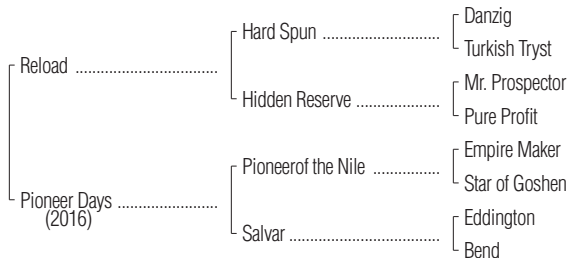 Danzig
Hard Spun ........................
Turkish Tryst
Reload .............................
Mr. Prospector
Hidden Reserve .................
Pure Profit
Empire Maker
Pioneerof the Nile .............
Star of Goshen
Pioneer Days ....................
(2016)
Eddington
Salvar ..............................
Bend